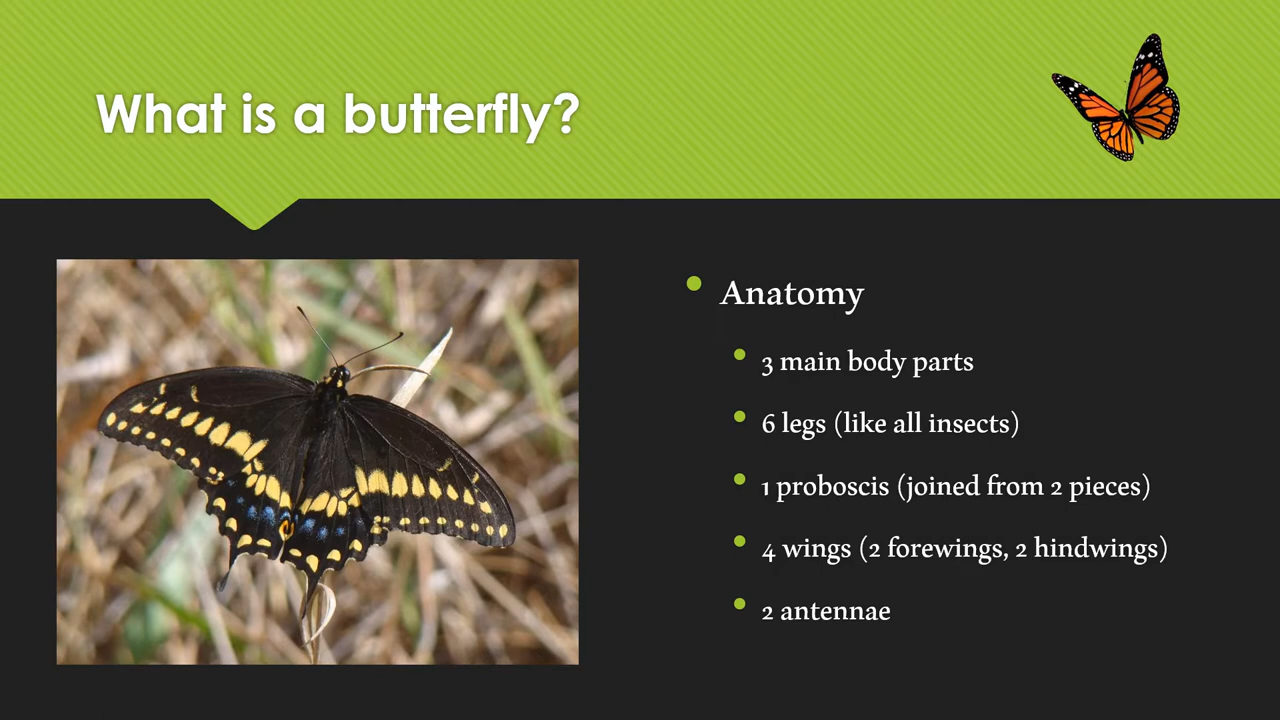 What is a butterfly?
Anatomy
3 main body parts
6 legs (like all insects)
1 proboscis (joined from 2 pieces)
4 wings (2 forewings, 2 hindwings)
2 antennae